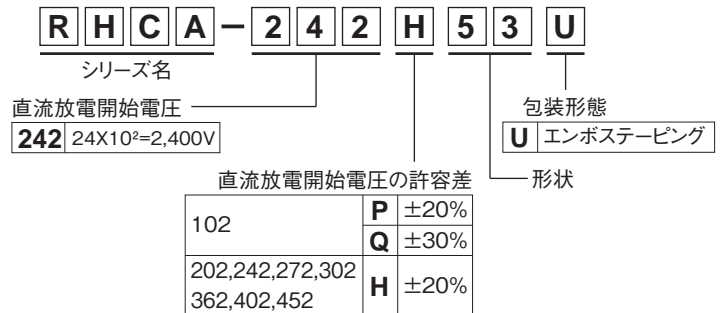 RHCA-242H53U
シリーズ名
直流放電開始電圧
242 24X10²=2,400V
包装形態
U エンボステーピング
直流放電開始電圧の許容差
形状
102 P ±20%
Q ±30%
202,242,272,302
362,402,452
H ±20%